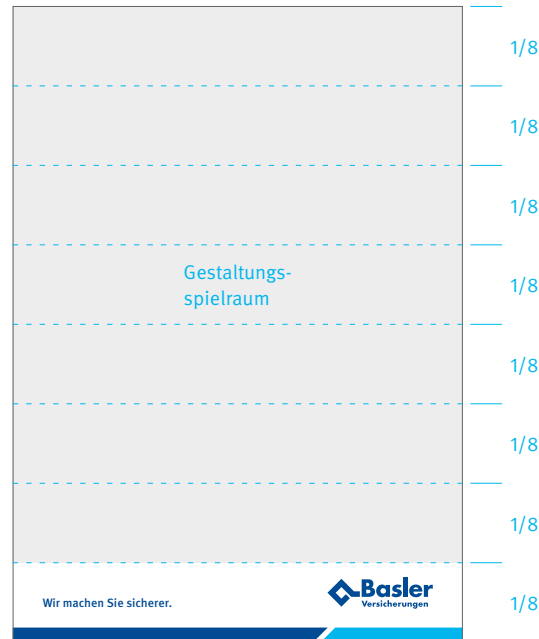 1/8
1/8
1/8
Gestaltungs-
spielraum
1/8
1/8
1/8
1/8
Wir machen Sie sicherer.
Basler
Versicherungen
1/8